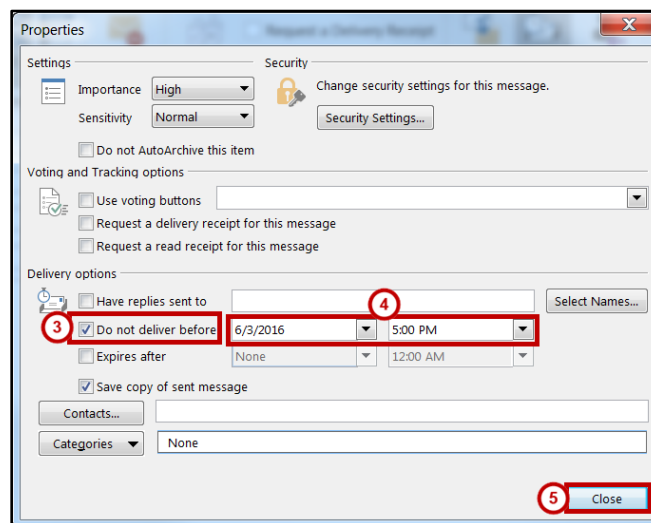 Request a Delivery Receipt
Properties
Settings
Security
Importance High
Change security settings for this message.
Sensitivity Normal
Security Settings...
Do not AutoArchive this item
Voting and Tracking options
Use voting buttons
Request a delivery receipt for this message
Request a read receipt for this message
Delivery options
Have replies sent to
4
Select Names...
3 Do not deliver before 6/3/2016 5:00 PM
Expires after None 12:00 AM
Save copy of sent message
Contacts...
Categories None
5 Close